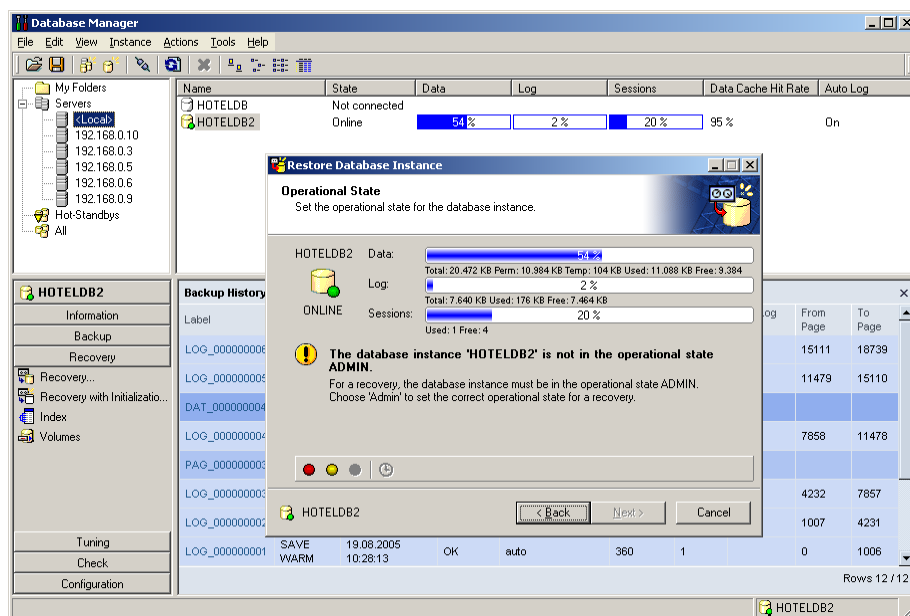 Database Manager
File Edit View Instance Actions Tools Help
My Folders
Servers
<Local>
192.168.0.10
192.168.0.3
192.168.0.5
192.168.0.6
192.168.0.9
Hot-Standbys
All
Name State Data Log Sessions Data Cache Hit Rate Auto Log
HOTELDB Not connected
HOTELDB2 Online 54 % 2 % 20 % 95 % On
Restore Database Instance
Operational State
Set the operational state for the database instance.
HOTELDB2
ONLINE
Data: 54 %
Total: 20.472 KB Perm: 10.984 KB Temp: 104 KB Used: 11.088 KB Free: 9.384
Log: 2 %
Total: 7.640 KB Used: 176 KB Free: 7.464 KB
Sessions: 20 %
Used: 1 Free: 4
The database instance 'HOTELDB2' is not in the operational state
ADMIN.
For a recovery, the database instance must be in the operational state ADMIN.
Choose 'Admin' to set the correct operational state for a recovery.
HOTELDB2
< Back Next > Cancel
HOTELDB2
Information
Backup
Recovery
Recovery...
Recovery with Initializatio...
Index
Volumes
Tuning
Check
Configuration
Backup History
Label From Page To Page
LOG_000000006 15111 18739
LOG_000000005 11479 15110
DAT_000000004
LOG_000000004 7858 11478
PAG_000000003
LOG_000000003 4232 7857
LOG_000000002 1007 4231
LOG_000000001 SAVE WARM 19.08.2005 10:28:13 OK auto 360 1 0 1006
Rows 12 / 12
HOTELDB2